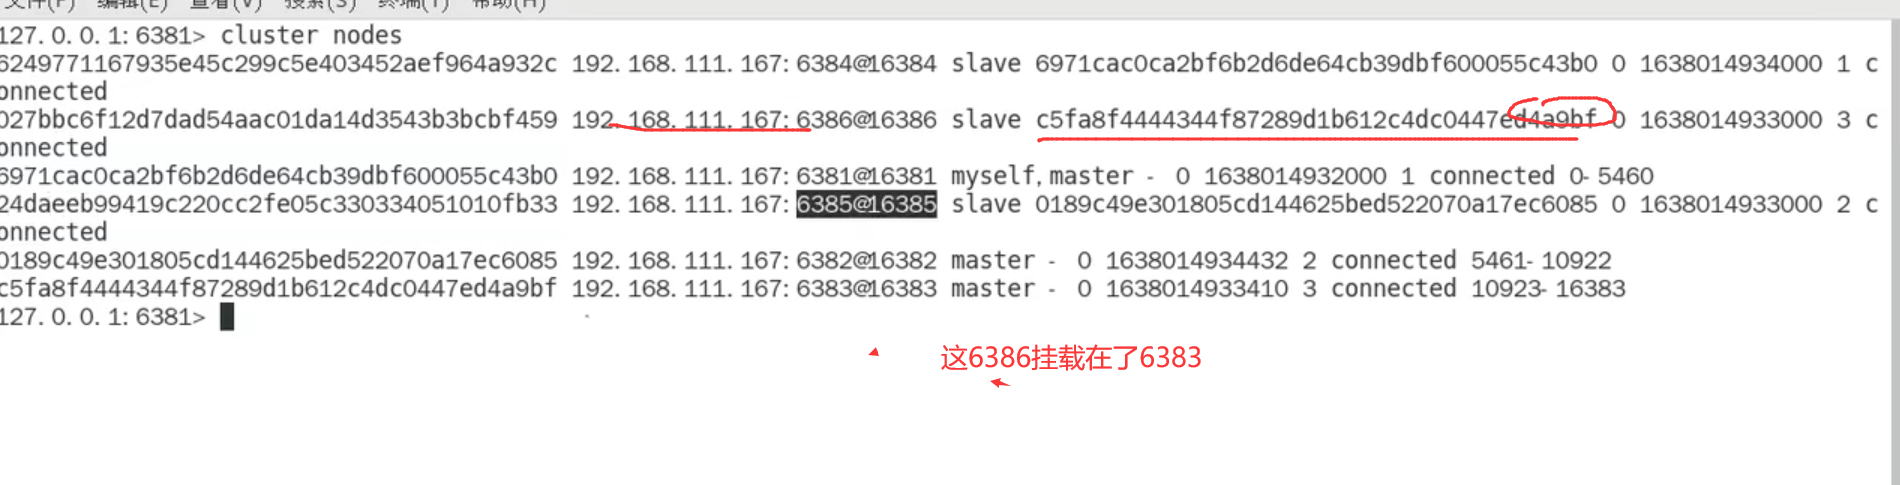 文件(F) 编辑(E) 查看(V) 搜索(S) 终端(T) 帮助(H)
127.0.0.1:6381> cluster nodes
6249771167935e45c299c5e403452aef964a932c 192.168.111.167:6384@16384 slave 6971cac0ca2bf6b2d6de64cb39dbf600055c43b0 0 1638014934000 1 c
onnected
027bbc6f12d7dad54aac01da14d3543b3bcbf459 192.168.111.167:6386@16386 slave c5fa8f4444344f87289d1b612c4dc0447ed4a9bf 0 1638014933000 3 c
onnected
6971cac0ca2bf6b2d6de64cb39dbf600055c43b0 192.168.111.167:6381@16381 myself,master - 0 1638014932000 1 connected 0-5460
24daeeb99419c220cc2fe05c330334051010fb33 192.168.111.167:6385@16385 slave 0189c49e301805cd144625bed522070a17ec6085 0 1638014933000 2 c
onnected
0189c49e301805cd144625bed522070a17ec6085 192.168.111.167:6382@16382 master - 0 1638014934432 2 connected 5461-10922
c5fa8f4444344f87289d1b612c4dc0447ed4a9bf 192.168.111.167:6383@16383 master - 0 1638014933410 3 connected 10923-16383
127.0.0.1:6381>
这6386挂载在了6383